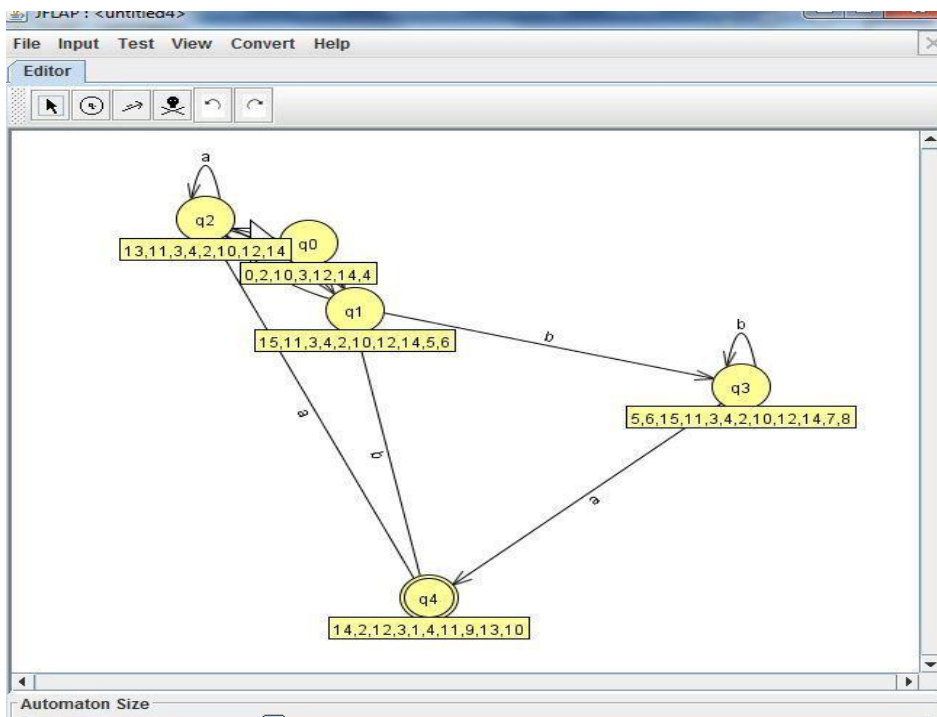 JFLAP : <untitled4>
File Input Test View Convert Help
Editor
a
q2
q0
13,11,3,4,2,10,12,14
0,2,10,3,12,14,4
q1
15,11,3,4,2,10,12,14,5,6
b
b
q3
5,6,15,11,3,4,2,10,12,14,7,8
a
b
a
q4
14,2,12,3,1,4,11,9,13,10
Automaton Size